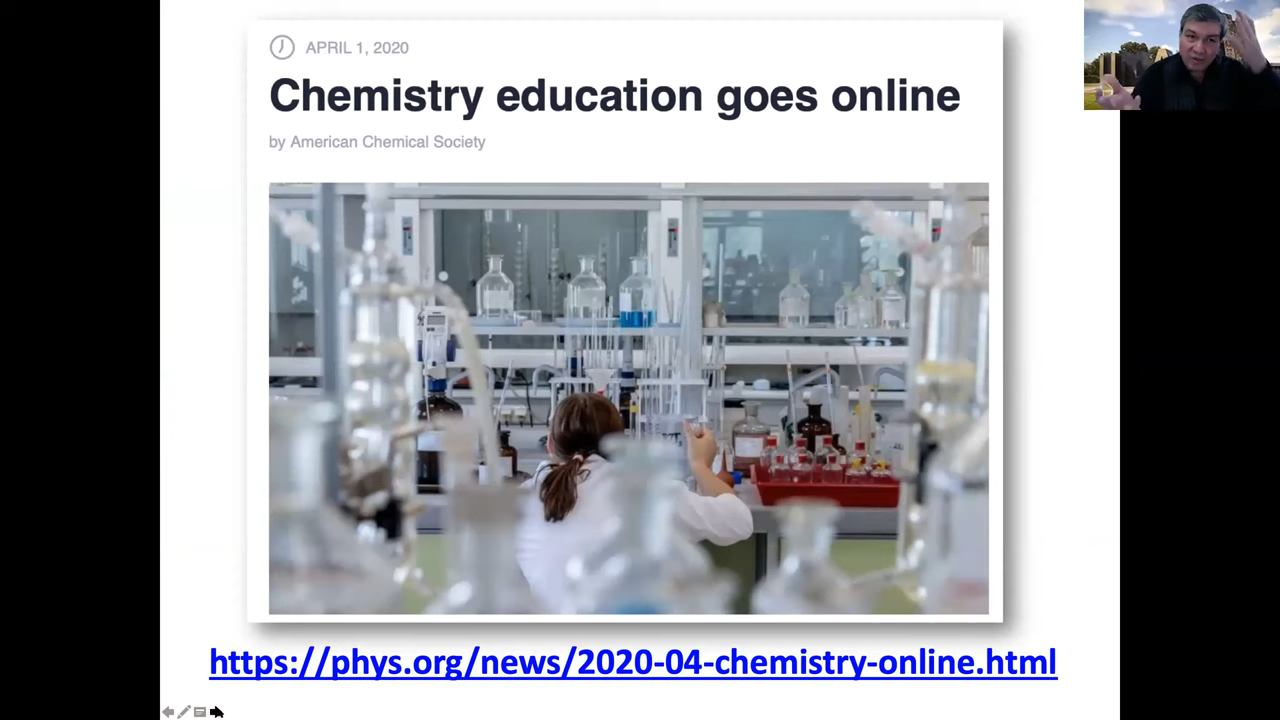 APRIL 1, 2020
Chemistry education goes online
by American Chemical Society
https://phys.org/news/2020-04-chemistry-online.html